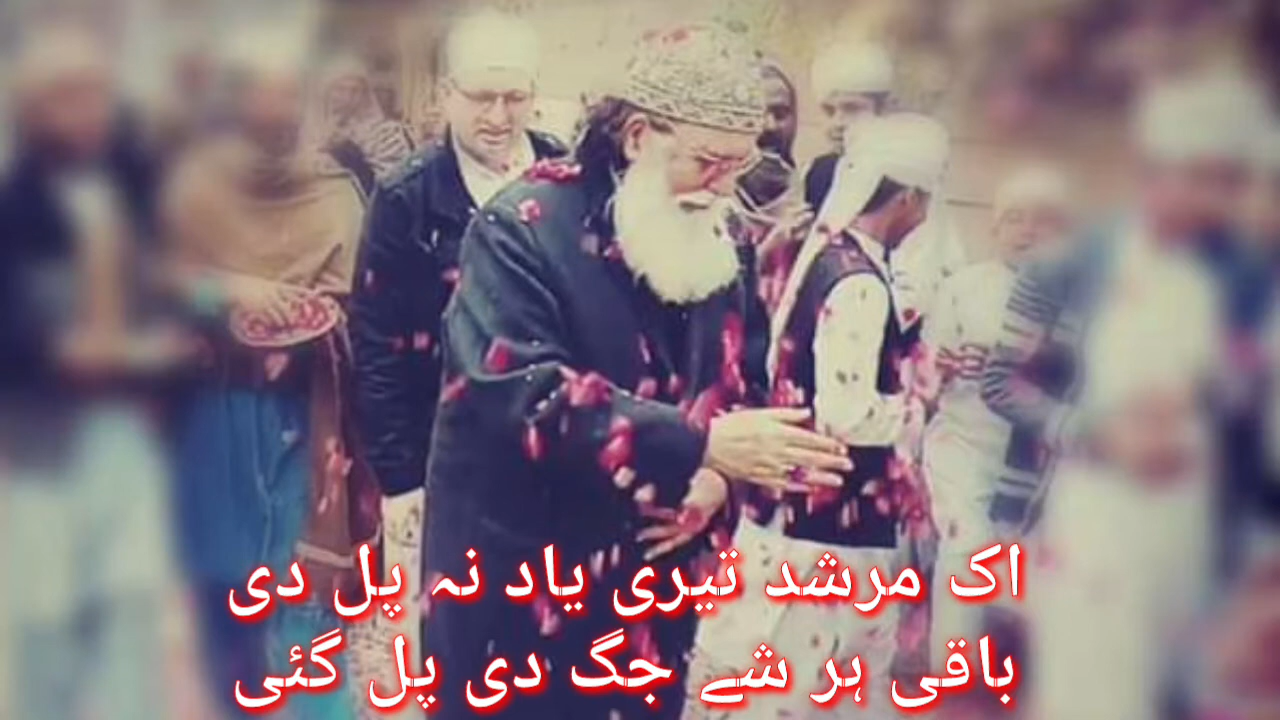 اک مرشد تیری یاد نہ پل دی
باقی ہر شے جگ دی پل گئی